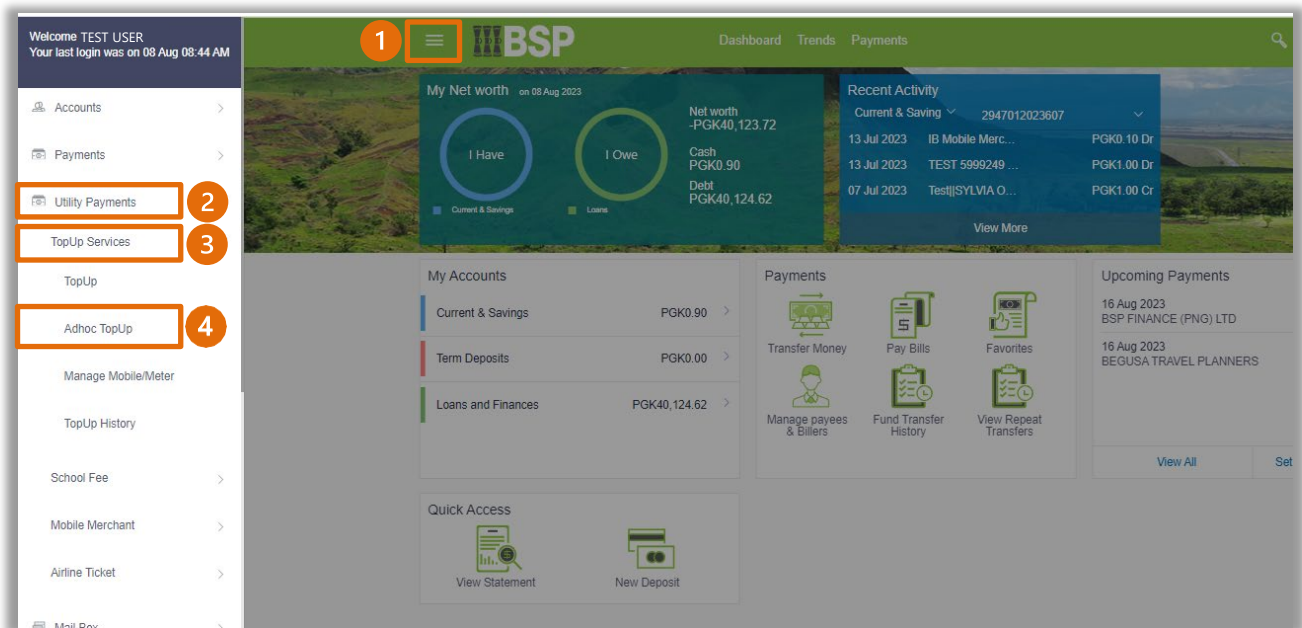 Welcome TEST USER
Your last login was on 08 Aug 08:44 AM
Accounts
Payments
Utility Payments
2
TopUp Services
3
TopUp
Adhoc TopUp
4
Manage Mobile/Meter
TopUp History
School Fee
Mobile Merchant
Airline Ticket
Mail Box
1
BSP
Dashboard Trends Payments
My Net worth on 08 Aug 2023
I Have
I Owe
Current & Savings
Loans
Net worth
-PGK40,123.72
Cash
PGK0.90
Debt
PGK40,124.62
Recent Activity
Current & Saving 2947012023607
13 Jul 2023 IB Mobile Merc... PGK0.10 Dr
13 Jul 2023 TEST 5999249 ... PGK1.00 Dr
07 Jul 2023 Test||SYLVIA O... PGK1.00 Cr
View More
My Accounts
Current & Savings PGK0.90
Term Deposits PGK0.00
Loans and Finances PGK40,124.62
Payments
Transfer Money
Pay Bills
Favorites
Manage payees
& Billers
Fund Transfer
History
View Repeat
Transfers
Upcoming Payments
16 Aug 2023
BSP FINANCE (PNG) LTD
16 Aug 2023
BEGUSA TRAVEL PLANNERS
View All Set
Quick Access
View Statement
New Deposit